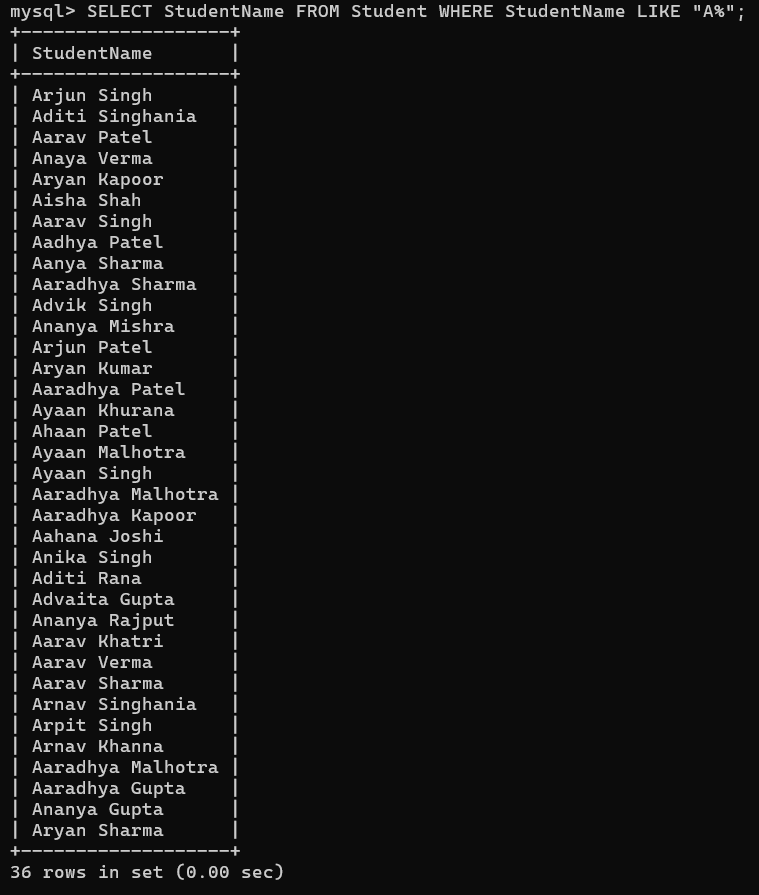 mysql> SELECT StudentName FROM Student WHERE StudentName LIKE "A%";
+-------------------+
| StudentName       |
+-------------------+
| Arjun Singh       |
| Aditi Singhania   |
| Aarav Patel       |
| Anaya Verma       |
| Aryan Kapoor      |
| Aisha Shah        |
| Aarav Singh       |
| Aadhya Patel      |
| Aanya Sharma      |
| Aaradhya Sharma   |
| Advik Singh       |
| Ananya Mishra     |
| Arjun Patel       |
| Aryan Kumar       |
| Aaradhya Patel    |
| Ayaan Khurana     |
| Ahaan Patel       |
| Ayaan Malhotra    |
| Ayaan Singh       |
| Aaradhya Malhotra |
| Aaradhya Kapoor   |
| Aahana Joshi      |
| Anika Singh       |
| Aditi Rana        |
| Advaita Gupta     |
| Ananya Rajput     |
| Aarav Khatri      |
| Aarav Verma       |
| Aarav Sharma      |
| Arnav Singhania   |
| Arpit Singh       |
| Arnav Khanna      |
| Aaradhya Malhotra |
| Aaradhya Gupta    |
| Ananya Gupta      |
| Aryan Sharma      |
+-------------------+
36 rows in set (0.00 sec)